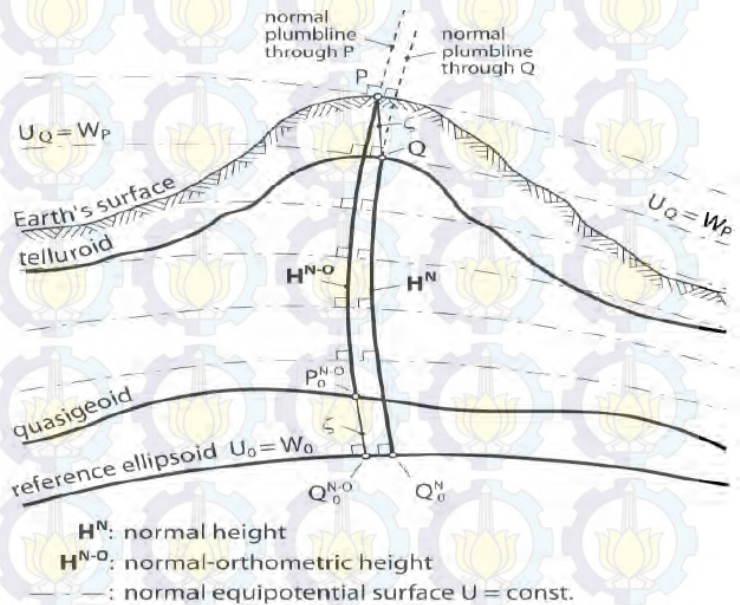 normal
plumbline
through P
normal
plumbline
through Q
P
ζ
U_Q = W_P
Q
Earth's surface
U_Q = W_P
telluroid
H^N-O
H^N
P_0^N-O
quasigeoid
ζ
reference ellipsoid U_0 = W_0
Q_0^N-O
Q_0^N
H^N: normal height
H^N-O: normal-orthometric height
— - —: normal equipotential surface U = const.